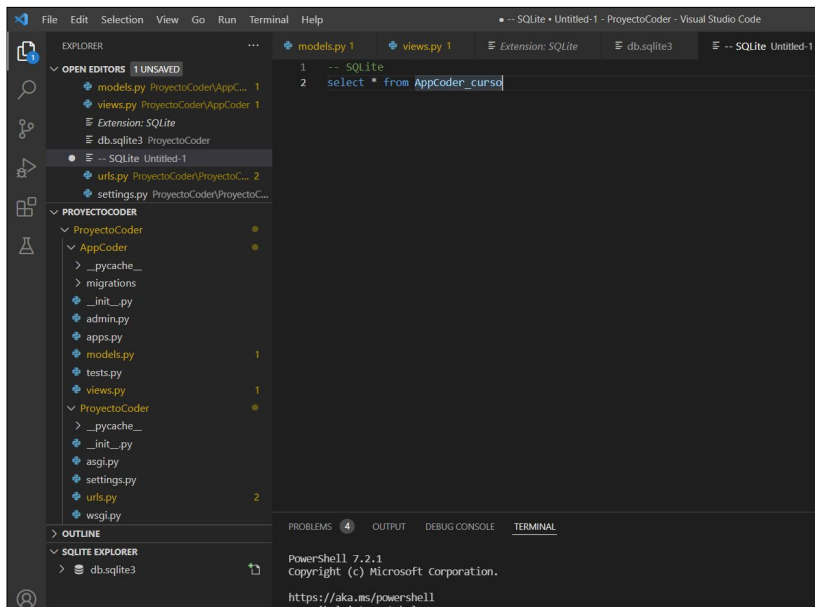 File Edit Selection View Go Run Terminal Help
● -- SQLite • Untitled-1 - ProyectoCoder - Visual Studio Code
1
EXPLORER ...
OPEN EDITORS 1 UNSAVED
models.py ProyectoCoder\AppC... 1
views.py ProyectoCoder\AppCoder 1
Extension: SQLite
db.sqlite3 ProyectoCoder
● -- SQLite Untitled-1
urls.py ProyectoCoder\ProyectoC... 2
settings.py ProyectoCoder\ProyectoC...
PROYECTOCODER
ProyectoCoder
AppCoder
__pycache__
migrations
__init__.py
admin.py
apps.py
models.py 1
tests.py
views.py 1
ProyectoCoder
__pycache__
__init__.py
asgi.py
settings.py
urls.py 2
wsgi.py
OUTLINE
SQLITE EXPLORER
db.sqlite3
models.py 1 views.py 1 Extension: SQLite db.sqlite3 -- SQLite Untitled-1
1 -- SQLite
2 select * from AppCoder_curso
PROBLEMS 4 OUTPUT DEBUG CONSOLE TERMINAL
PowerShell 7.2.1
Copyright (c) Microsoft Corporation.
https://aka.ms/powershell